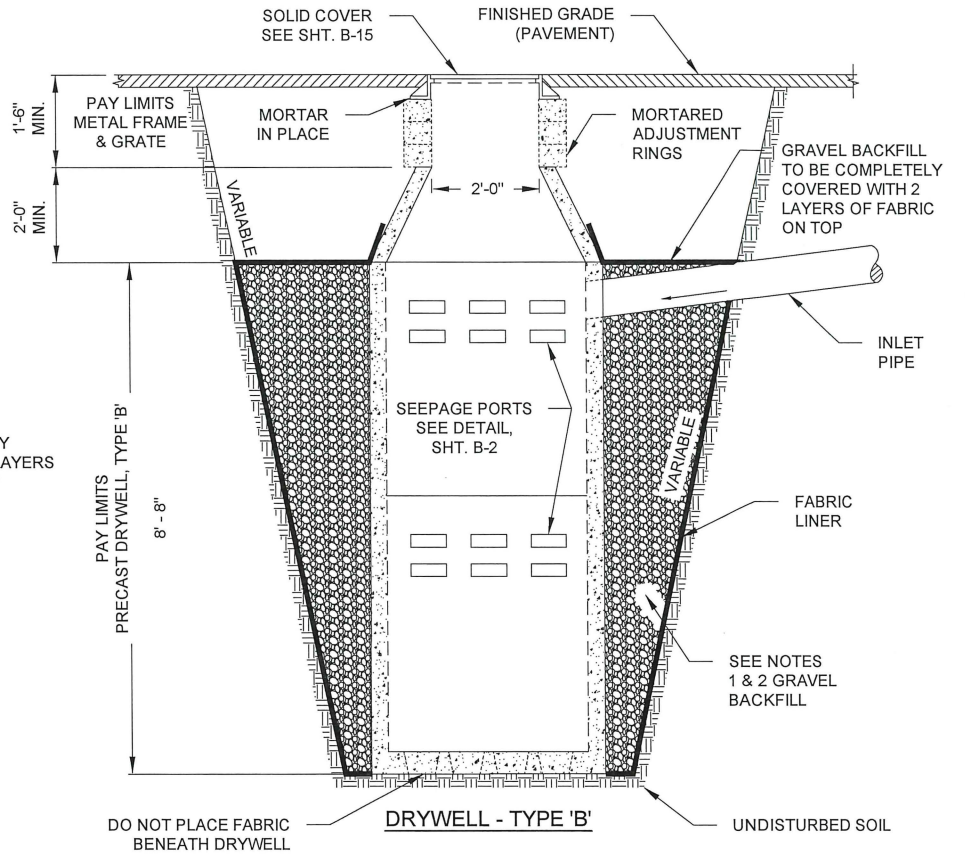 SOLID COVER
SEE SHT. B-15
FINISHED GRADE
(PAVEMENT)
1'-6"
MIN.
PAY LIMITS
METAL FRAME
& GRATE
MORTAR
IN PLACE
MORTARED
ADJUSTMENT
RINGS
GRAVEL BACKFILL
TO BE COMPLETELY
COVERED WITH 2
LAYERS OF FABRIC
ON TOP
2'-0"
MIN.
VARIABLE
2'-0"
INLET
PIPE
SEEPAGE PORTS
SEE DETAIL,
SHT. B-2
Y
AYERS
VARIABLE
PAY LIMITS
PRECAST DRYWELL, TYPE 'B'
8' - 8"
FABRIC
LINER
SEE NOTES
1 & 2 GRAVEL
BACKFILL
DO NOT PLACE FABRIC
BENEATH DRYWELL
DRYWELL - TYPE 'B'
UNDISTURBED SOIL